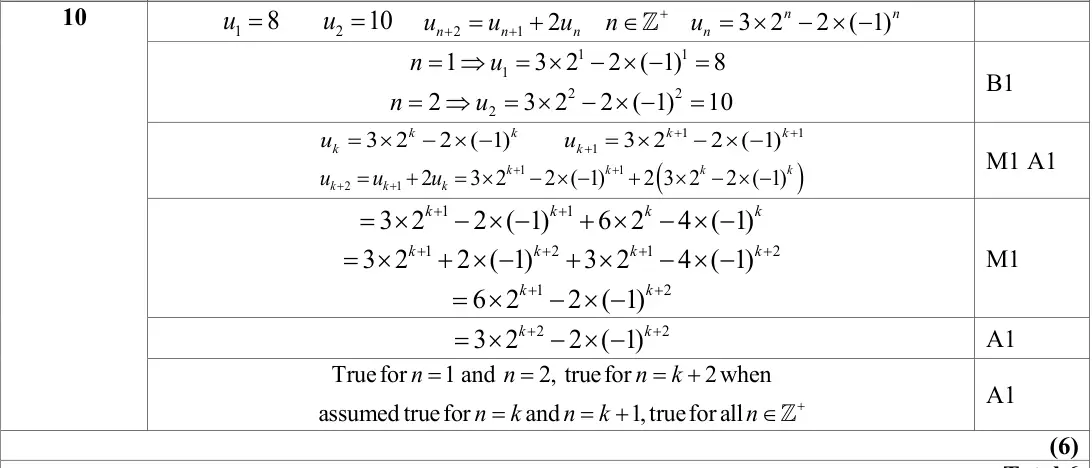 10 u₁ = 8 u₂ = 10 uₙ₊₂ = uₙ₊₁ + 2uₙ n ∈ ℤ⁺ uₙ = 3 × 2ⁿ − 2 × (−1)ⁿ
n = 1 ⇒ u₁ = 3 × 2¹ − 2 × (−1)¹ = 8
B1
n = 2 ⇒ u₂ = 3 × 2² − 2 × (−1)² = 10
uₖ = 3 × 2ᵏ − 2 × (−1)ᵏ uₖ₊₁ = 3 × 2ᵏ⁺¹ − 2 × (−1)ᵏ⁺¹
M1 A1
uₖ₊₂ = uₖ₊₁ + 2uₖ = 3 × 2ᵏ⁺¹ − 2 × (−1)ᵏ⁺¹ + 2(3 × 2ᵏ − 2 × (−1)ᵏ)
= 3 × 2ᵏ⁺¹ − 2 × (−1)ᵏ⁺¹ + 6 × 2ᵏ − 4 × (−1)ᵏ
= 3 × 2ᵏ⁺¹ + 2 × (−1)ᵏ⁺² + 3 × 2ᵏ⁺¹ − 4 × (−1)ᵏ⁺² M1
= 6 × 2ᵏ⁺¹ − 2 × (−1)ᵏ⁺²
= 3 × 2ᵏ⁺² − 2 × (−1)ᵏ⁺² A1
True for n = 1 and n = 2, true for n = k + 2 when
A1
assumed true for n = k and n = k + 1, true for all n ∈ ℤ⁺
(6)